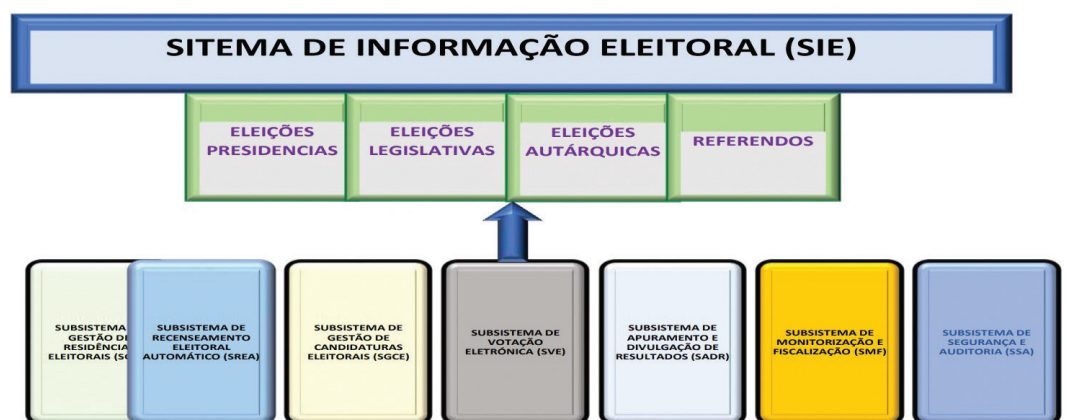 SITEMA DE INFORMAÇÃO ELEITORAL (SIE)
ELEIÇÕES
PRESIDENCIAS
ELEIÇÕES
LEGISLATIVAS
ELEIÇÕES
AUTÁRQUICAS
REFERENDOS
SUBSISTEMA
GESTÃO
RESIDÊNCIA
ELEITORAIS
SUBSISTEMA DE
RECENSEAMENTO
ELEITORAL
AUTOMÁTICO (SREA)
SUBSISTEMA DE
GESTÃO DE
CANDIDATURAS
ELEITORAIS (SGCE)
SUBSISTEMA DE
VOTAÇÃO
ELETRÓNICA (SVE)
SUBSISTEMA DE
APURAMENTO E
DIVULGAÇÃO DE
RESULTADOS (SADR)
SUBSISTEMA DE
MONITORIZAÇÃO E
FISCALIZAÇÃO (SMF)
SUBSISTEMA DE
SEGURANÇA E
AUDITORIA (SSA)